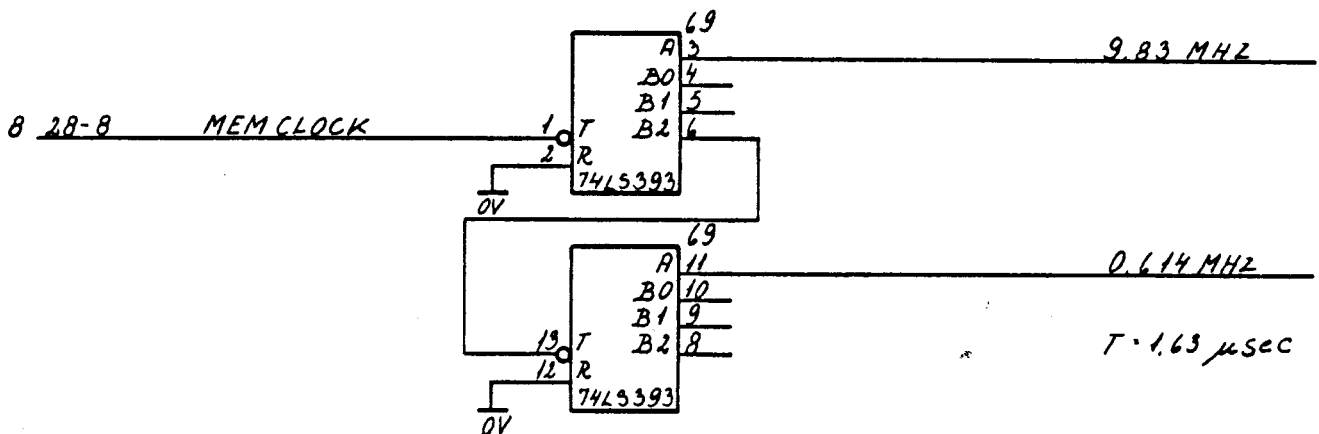 69
A 3 9.83 MHZ
B0 4
B1 5
8 28-8 MEM CLOCK 1 T B2 6
2 R
74LS393
0V
69
A 11 0.614 MHZ
B0 10
B1 9
13 T B2 8 T·1,63 µsec
12 R
74LS393
0V